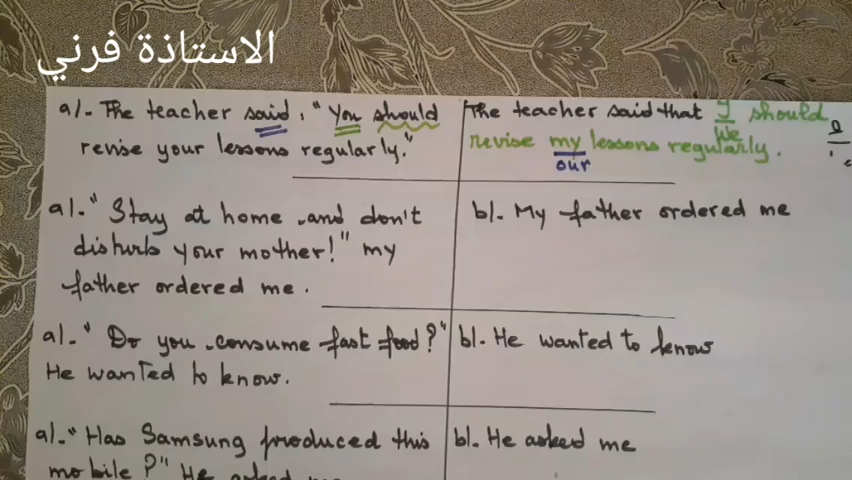 الاستاذة فرني
a/- The teacher said: "You should
revise your lessons regularly."
The teacher said that I should
we
revise my lessons regularly.
our
a/-"Stay at home and don't
disturb your mother!" my
father ordered me.
b/. My father ordered me
a/-"Do you consume fast food?"
He wanted to know.
b/. He wanted to know
a/-"Has Samsung produced this
mobile?" He asked me
b/. He asked me